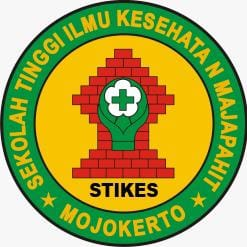 SEKOLAH TINGGI ILMU KESEHATA N MAJAPAHIT
STIKES
MOJOKERTO